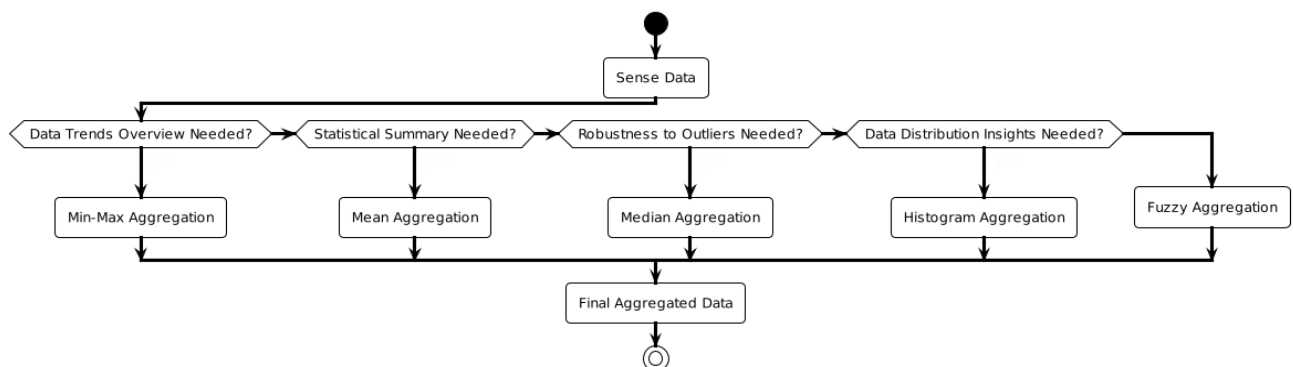 Sense Data
Data Trends Overview Needed?
Statistical Summary Needed?
Robustness to Outliers Needed?
Data Distribution Insights Needed?
Min-Max Aggregation
Mean Aggregation
Median Aggregation
Histogram Aggregation
Fuzzy Aggregation
Final Aggregated Data